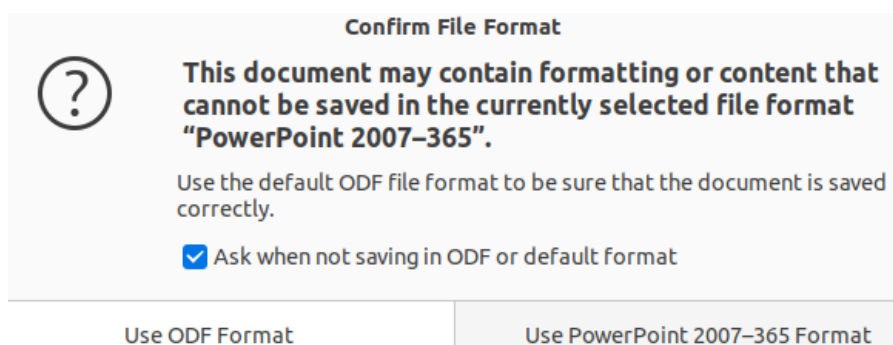 Confirm File Format
This document may contain formatting or content that
cannot be saved in the currently selected file format
“PowerPoint 2007–365”.
Use the default ODF file format to be sure that the document is saved
correctly.
Ask when not saving in ODF or default format
Use ODF Format
Use PowerPoint 2007–365 Format